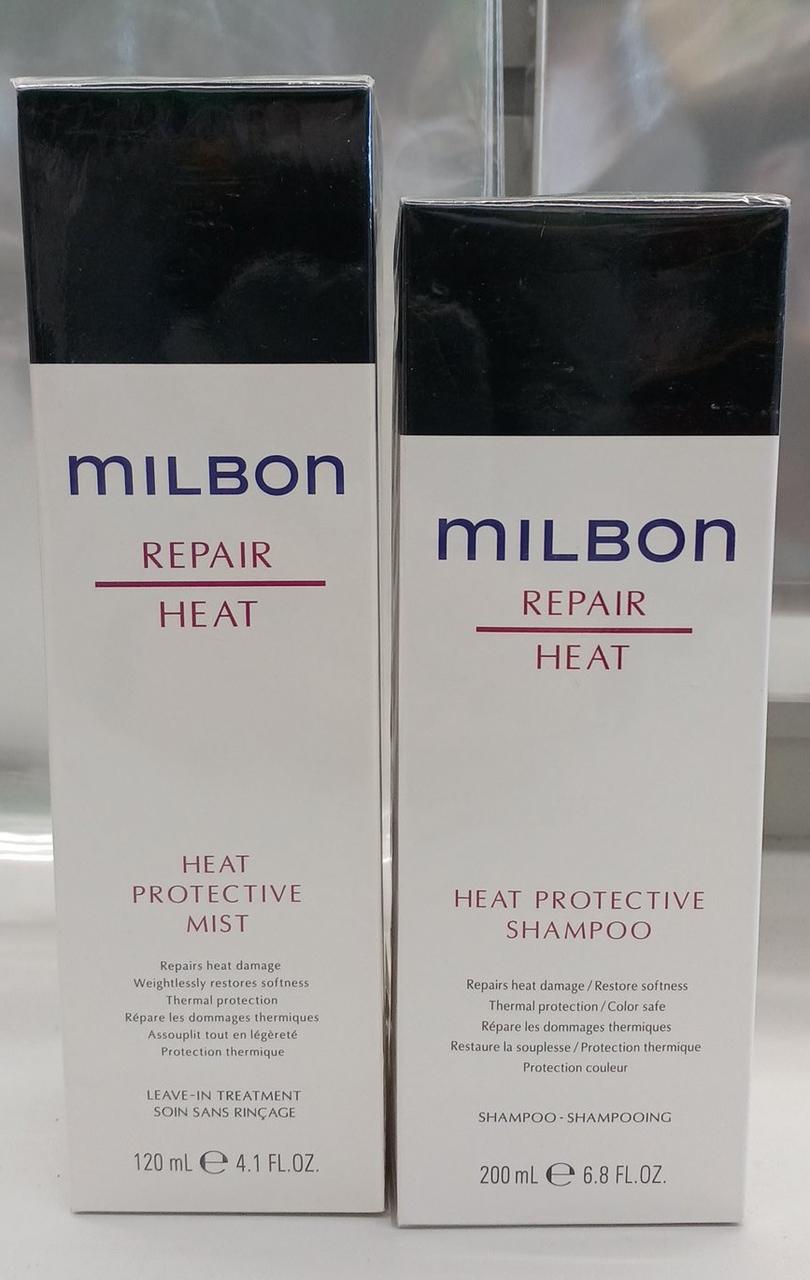 mILBOn
REPAIR
HEAT
HEAT
PROTECTIVE
MIST
Repairs heat damage
Weightlessly restores softness
Thermal protection
Répare les dommages thermiques
Assouplit tout en légèreté
Protection thermique
LEAVE-IN TREATMENT
SOIN SANS RINÇAGE
120 mL ℮ 4.1 FL.OZ.
mILBOn
REPAIR
HEAT
HEAT PROTECTIVE
SHAMPOO
Repairs heat damage / Restore softness
Thermal protection / Color safe
Répare les dommages thermiques
Restaure la souplesse / Protection thermique
Protection couleur
SHAMPOO - SHAMPOOING
200 mL ℮ 6.8 FL.OZ.